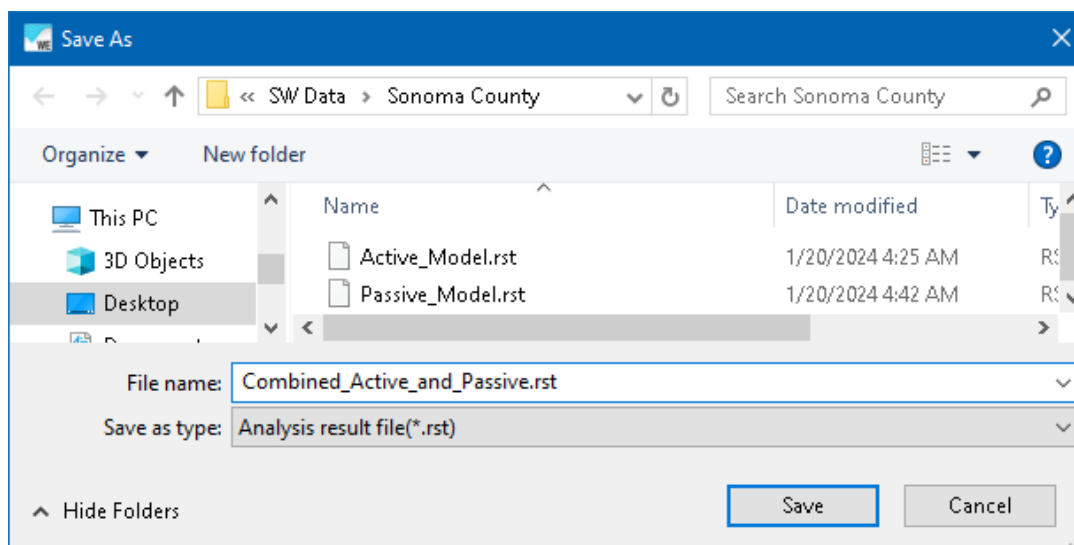 WE Save As
« SW Data > Sonoma County
Search Sonoma County
Organize
New folder
?
This PC
3D Objects
Desktop
Name
Date modified
Active_Model.rst
1/20/2024 4:25 AM
Passive_Model.rst
1/20/2024 4:42 AM
File name: Combined_Active_and_Passive.rst
Save as type: Analysis result file(*.rst)
Hide Folders
Save
Cancel